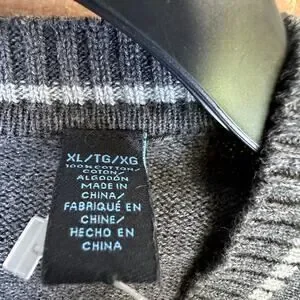 XL/TG/XG
100%COTTON/
COTON/
ALGODÓN
MADE IN
CHINA/
FABRIQUÉ EN
CHINE/
HECHO EN
CHINA